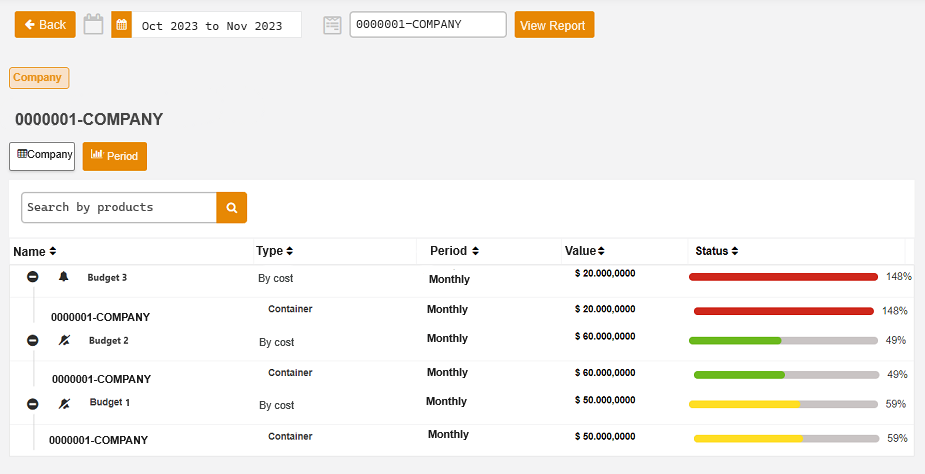 Back Oct 2023 to Nov 2023 0000001-COMPANY View Report
Company
0000001-COMPANY
Company Period
Search by products
Name Type Period Value Status
Budget 3 By cost Monthly $ 20.000,0000 148%
0000001-COMPANY Container Monthly $ 20.000,0000 148%
Budget 2 By cost Monthly $ 60.000,0000 49%
0000001-COMPANY Container Monthly $ 60.000,0000 49%
Budget 1 By cost Monthly $ 50.000,0000 59%
0000001-COMPANY Container Monthly $ 50.000,0000 59%